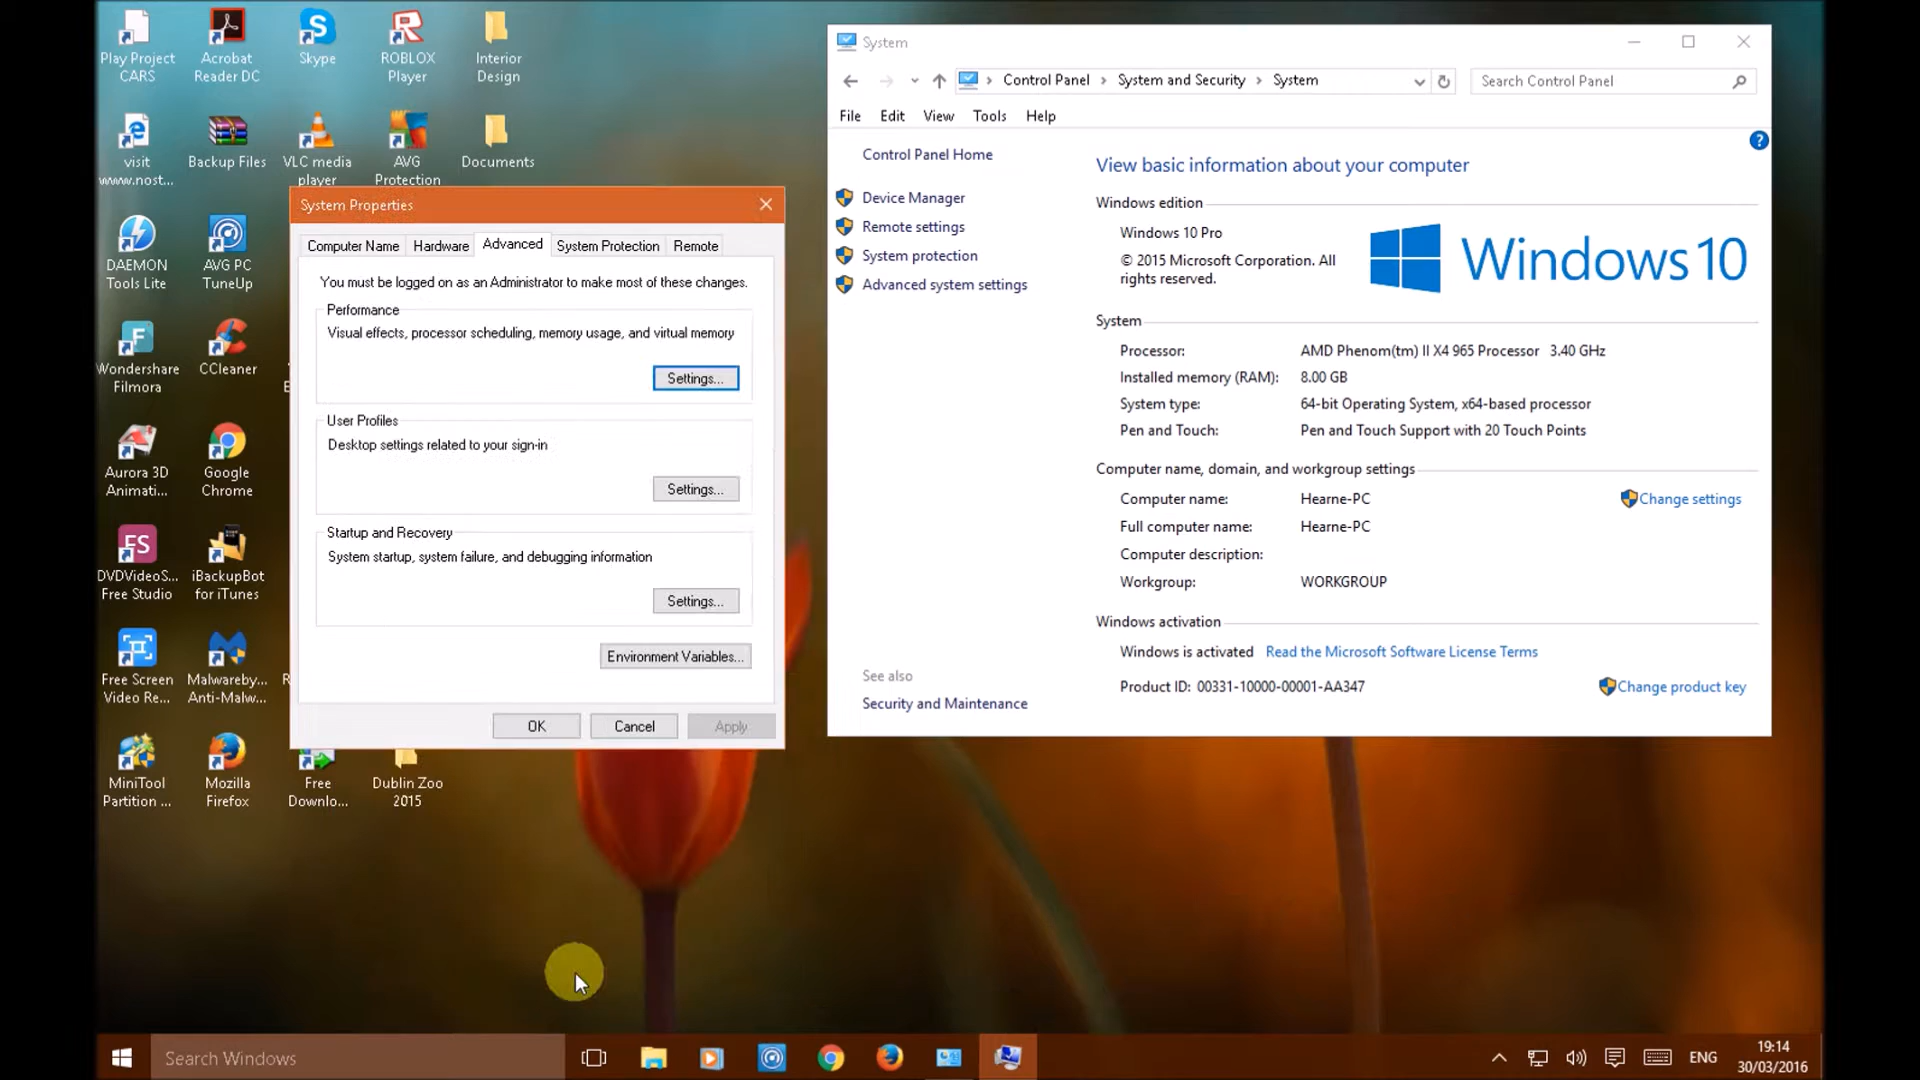 Play Project
CARS
Acrobat
Reader DC
Skype
ROBLOX
Player
Interior
Design
visit
www.nost...
Backup Files
VLC media
player
AVG
Protection
Documents
DAEMON
Tools Lite
AVG PC
TuneUp
Wondershare
Filmora
CCleaner
Aurora 3D
Animati...
Google
Chrome
DVDVideoS...
Free Studio
iBackupBot
for iTunes
Free Screen
Video Re...
Malwareby...
Anti-Malw...
MiniTool
Partition ...
Mozilla
Firefox
Free
Downlo...
Dublin Zoo
2015
System Properties
Computer Name
Hardware
Advanced
System Protection
Remote
You must be logged on as an Administrator to make most of these changes.
Performance
Visual effects, processor scheduling, memory usage, and virtual memory
Settings...
User Profiles
Desktop settings related to your sign-in
Settings...
Startup and Recovery
System startup, system failure, and debugging information
Settings...
Environment Variables...
OK
Cancel
Apply
System
Control Panel > System and Security > System
Search Control Panel
File Edit View Tools Help
Control Panel Home
Device Manager
Remote settings
System protection
Advanced system settings
See also
Security and Maintenance
View basic information about your computer
Windows edition
Windows 10 Pro
© 2015 Microsoft Corporation. All
rights reserved.
Windows 10
System
Processor: AMD Phenom(tm) II X4 965 Processor 3.40 GHz
Installed memory (RAM): 8.00 GB
System type: 64-bit Operating System, x64-based processor
Pen and Touch: Pen and Touch Support with 20 Touch Points
Computer name, domain, and workgroup settings
Computer name: Hearne-PC
Change settings
Full computer name: Hearne-PC
Computer description:
Workgroup: WORKGROUP
Windows activation
Windows is activated Read the Microsoft Software License Terms
Product ID: 00331-10000-00001-AA347
Change product key
Search Windows
ENG
19:14
30/03/2016